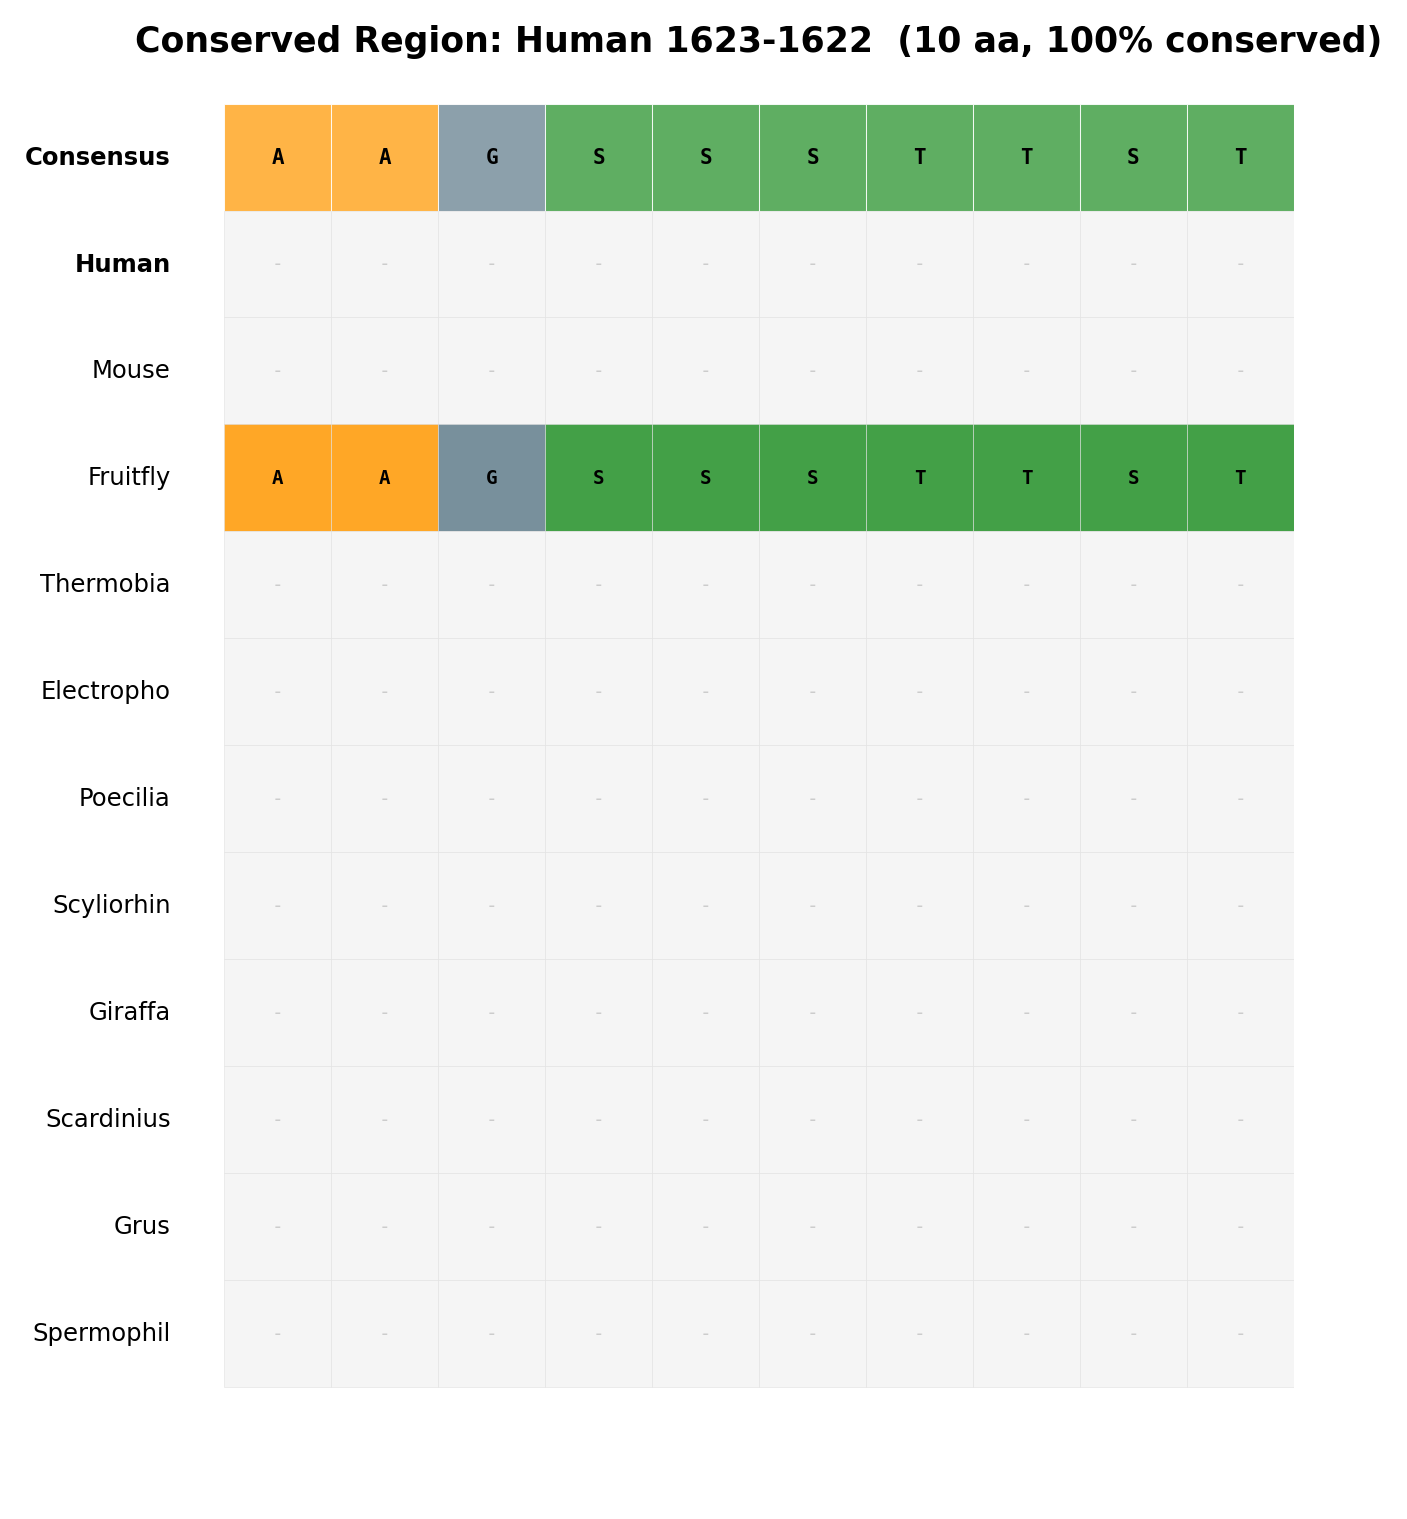 Conserved Region: Human 1623-1622 (10 aa, 100% conserved)
Consensus A A G S S S T T S T
Human - - - - - - - - - -
Mouse - - - - - - - - - -
Fruitfly A A G S S S T T S T
Thermobia - - - - - - - - - -
Electropho - - - - - - - - - -
Poecilia - - - - - - - - - -
Scyliorhin - - - - - - - - - -
Giraffa - - - - - - - - - -
Scardinius - - - - - - - - - -
Grus - - - - - - - - - -
Spermophil - - - - - - - - - -